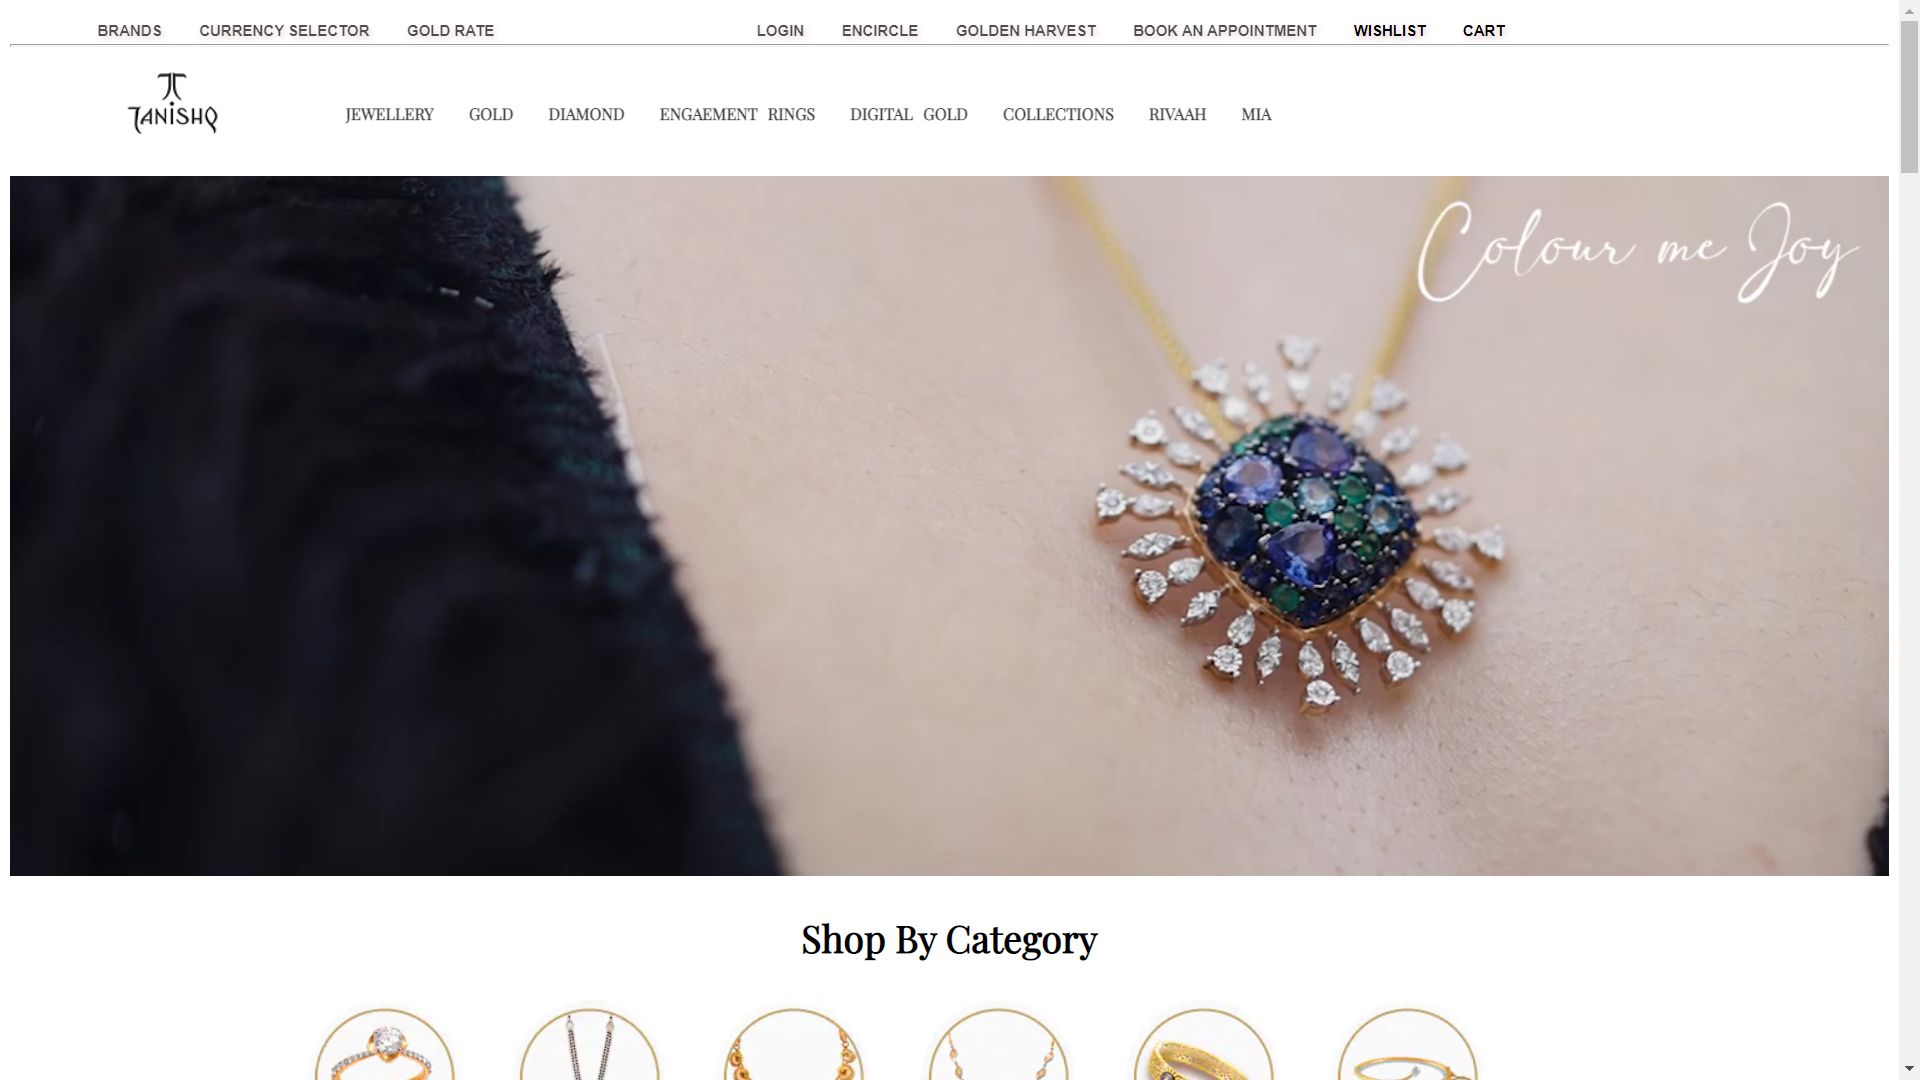 BRANDS CURRENCY SELECTOR GOLD RATE LOGIN ENCIRCLE GOLDEN HARVEST BOOK AN APPOINTMENT WISHLIST CART
TANISHQ
JEWELLERY GOLD DIAMOND ENGAEMENT RINGS DIGITAL GOLD COLLECTIONS RIVAAH MIA
Colour me Joy
Shop By Category